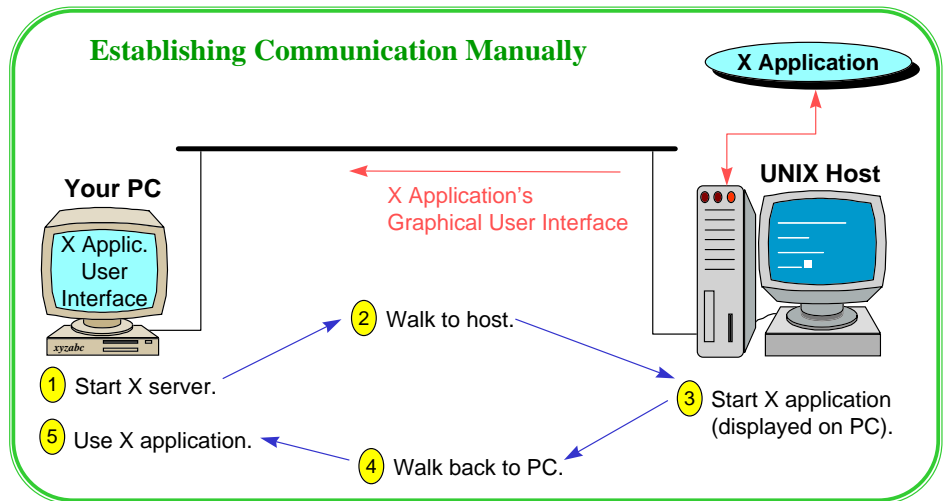 Establishing Communication Manually
X Application
Your PC
UNIX Host
X Application's
Graphical User Interface
X Applic.
User
Interface
xyzabc
2 Walk to host.
1 Start X server.
3 Start X application
(displayed on PC).
5 Use X application.
4 Walk back to PC.